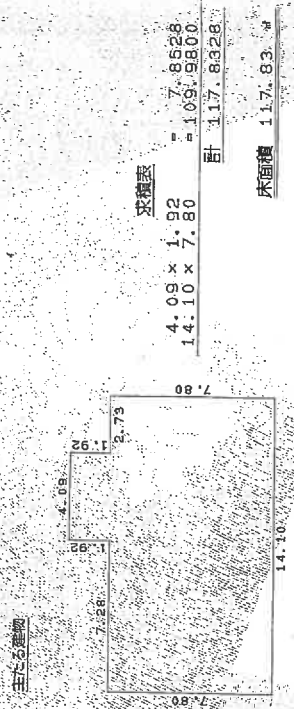 主たる建物
4.09
1.92
1.92
7.28
2.73
7.80
7.80
14.10
求積表
4.09 × 1.92 = 7.8528
14.10 × 7.80 = 109.9800
計 117.8328
床面積 117.83 ㎡